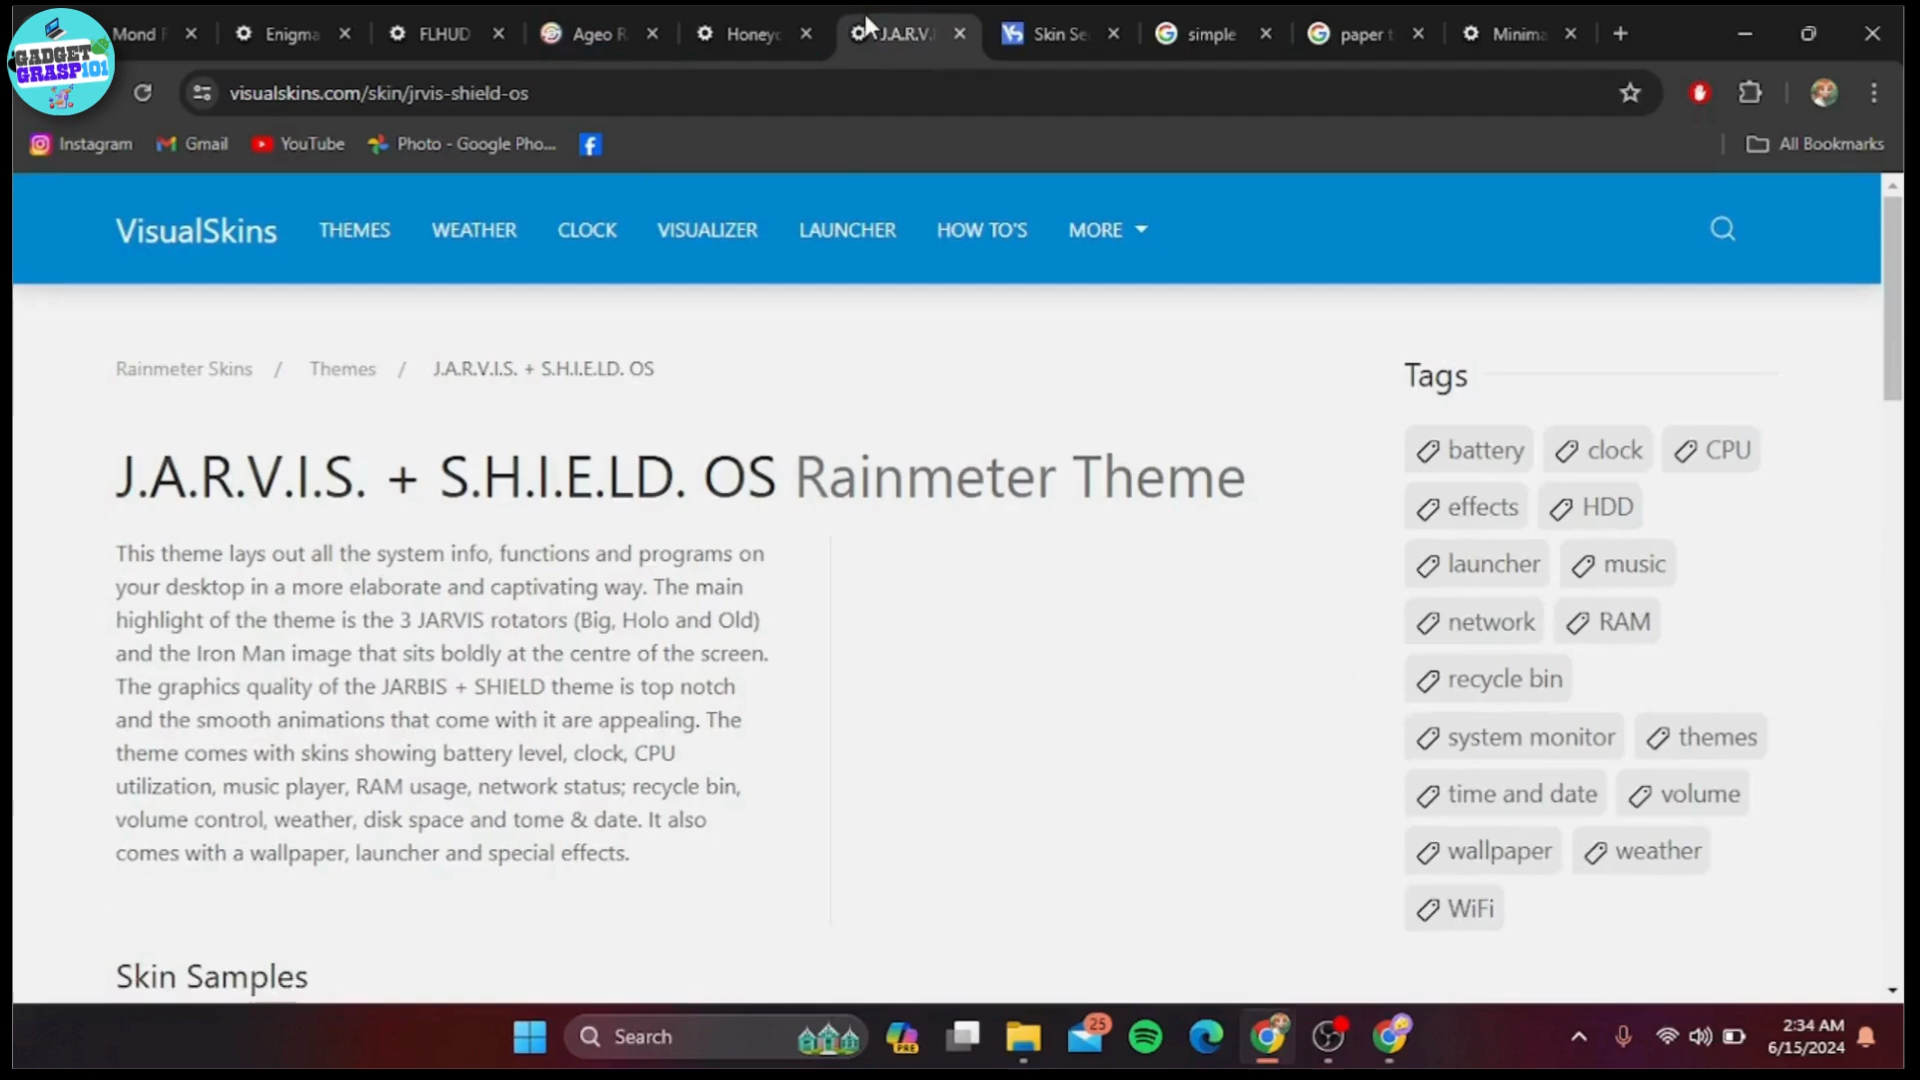 GADGET
GRASP101
Mond
Enigma
FLHUD
Ageo R
Honeyc
J.A.R.V.I
Skin Se
simple
paper t
Minima
visualskins.com/skin/jrvis-shield-os
Instagram
Gmail
YouTube
Photo - Google Pho...
All Bookmarks
VisualSkins
THEMES
WEATHER
CLOCK
VISUALIZER
LAUNCHER
HOW TO'S
MORE
Rainmeter Skins / Themes / J.A.R.V.I.S. + S.H.I.E.LD. OS
J.A.R.V.I.S. + S.H.I.E.LD. OS Rainmeter Theme
This theme lays out all the system info, functions and programs on
your desktop in a more elaborate and captivating way. The main
highlight of the theme is the 3 JARVIS rotators (Big, Holo and Old)
and the Iron Man image that sits boldly at the centre of the screen.
The graphics quality of the JARBIS + SHIELD theme is top notch
and the smooth animations that come with it are appealing. The
theme comes with skins showing battery level, clock, CPU
utilization, music player, RAM usage, network status; recycle bin,
volume control, weather, disk space and tome & date. It also
comes with a wallpaper, launcher and special effects.
Skin Samples
Tags
battery
clock
CPU
effects
HDD
launcher
music
network
RAM
recycle bin
system monitor
themes
time and date
volume
wallpaper
weather
WiFi
Search
PRE
25
2:34 AM
6/15/2024